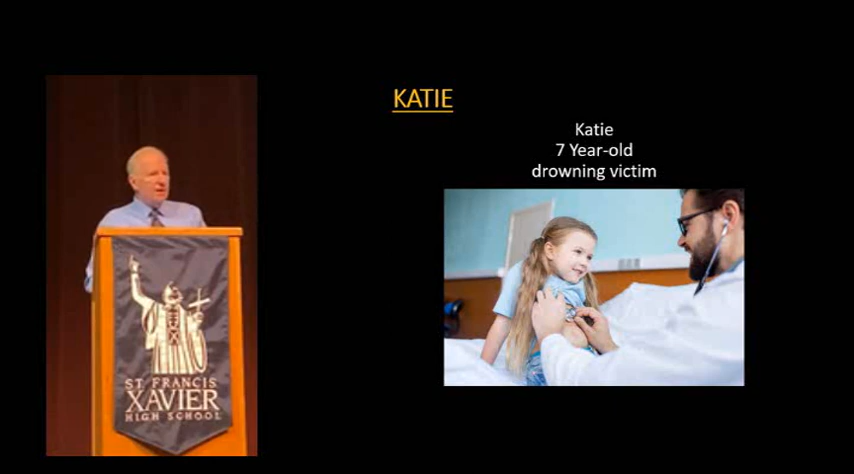 KATIE
Katie
7 Year-old
drowning victim
ST. FRANCIS
XAVIER
HIGH SCHOOL